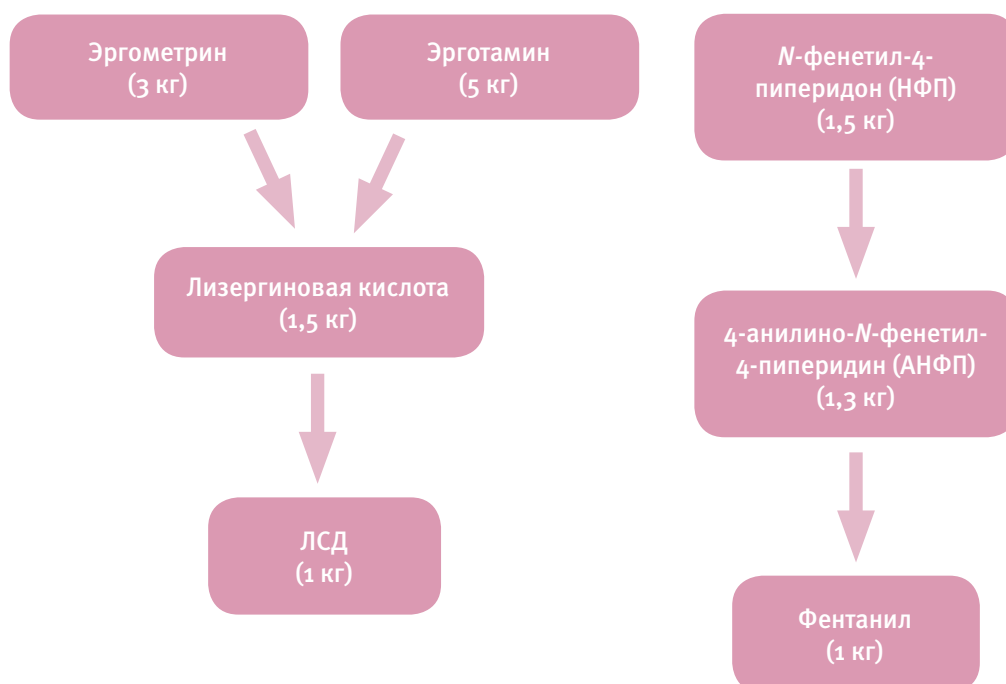 Эргометрин
(3 кг)
Эрготамин
(5 кг)
N-фенетил-4-
пиперидон (НФП)
(1,5 кг)
Лизергиновая кислота
(1,5 кг)
4-анилино-N-фенетил-
4-пиперидин (АНФП)
(1,3 кг)
ЛСД
(1 кг)
Фентанил
(1 кг)